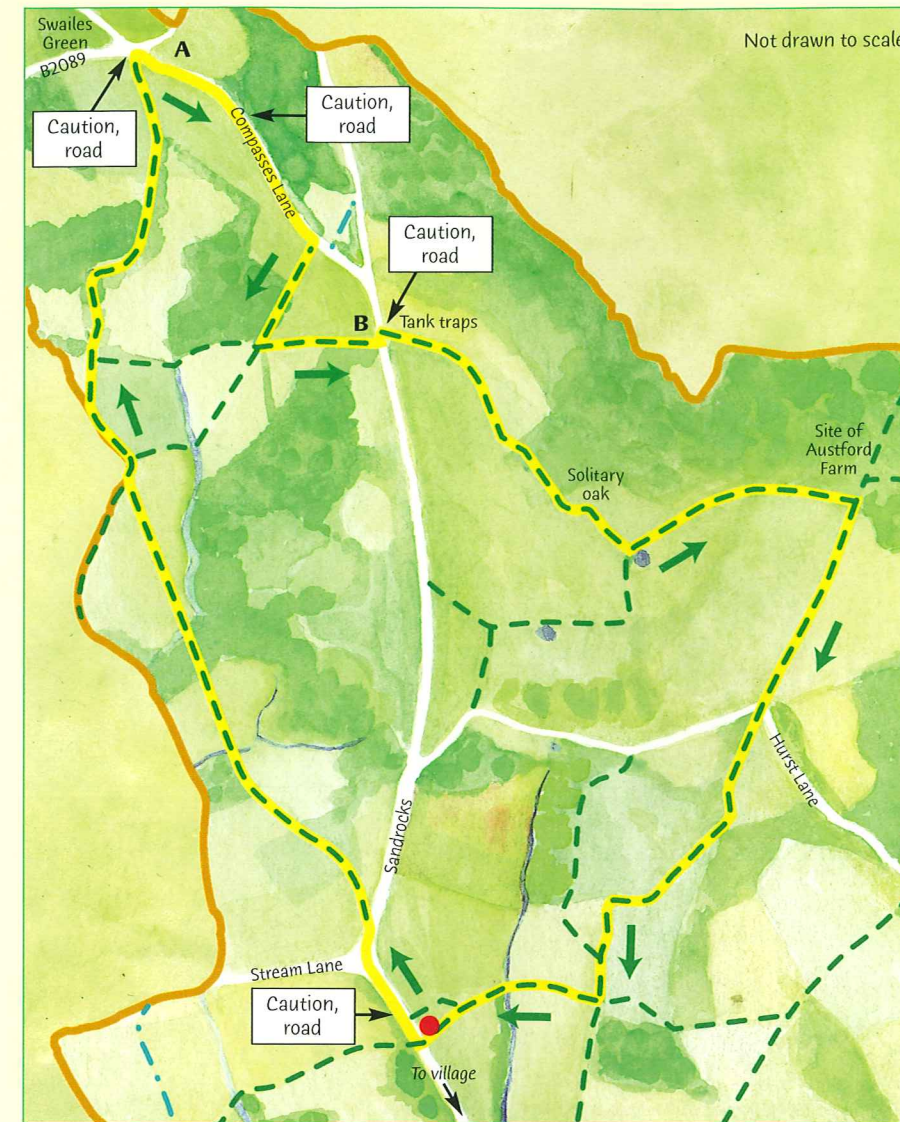 Swailes
Green
B2089
A
Not drawn to scale
Caution,
road
Caution,
road
Compasses Lane
Caution,
road
B
Tank traps
Site of
Austford
Farm
Solitary
oak
Hurst Lane
Sandrocks
Stream Lane
Caution,
road
To village